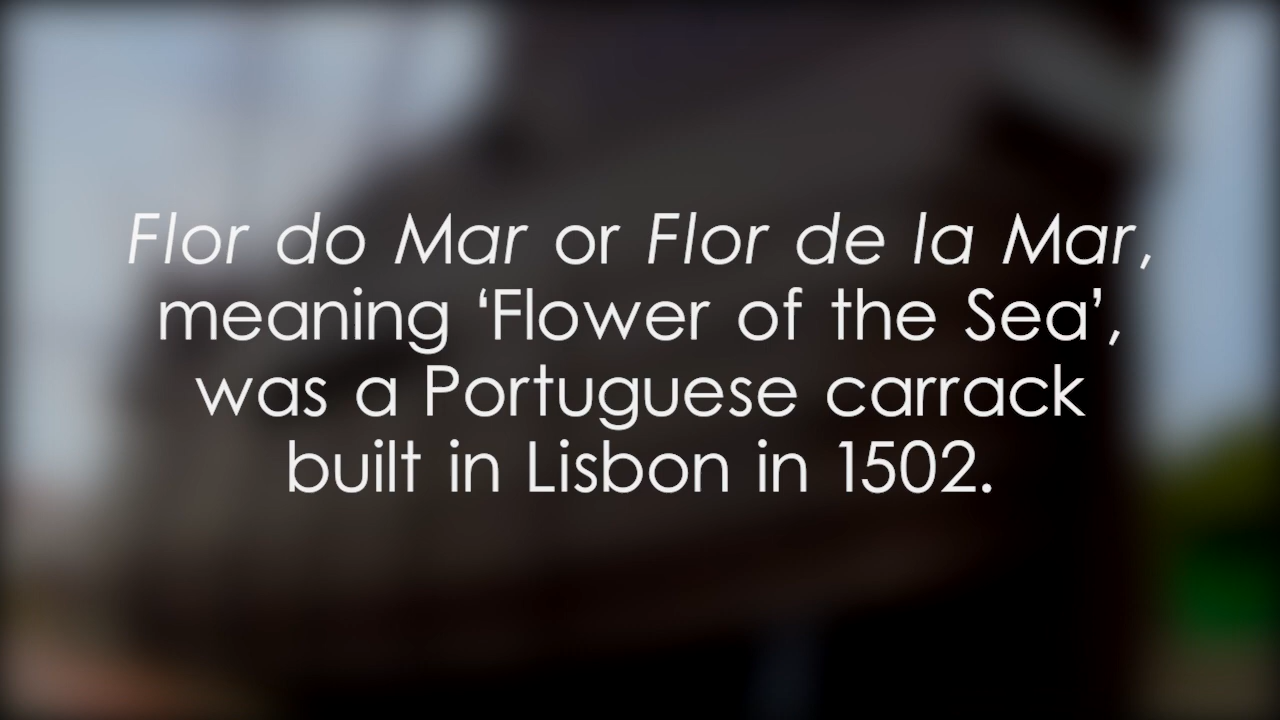 Flor do Mar or Flor de la Mar,
meaning ‘Flower of the Sea’,
was a Portuguese carrack
built in Lisbon in 1502.